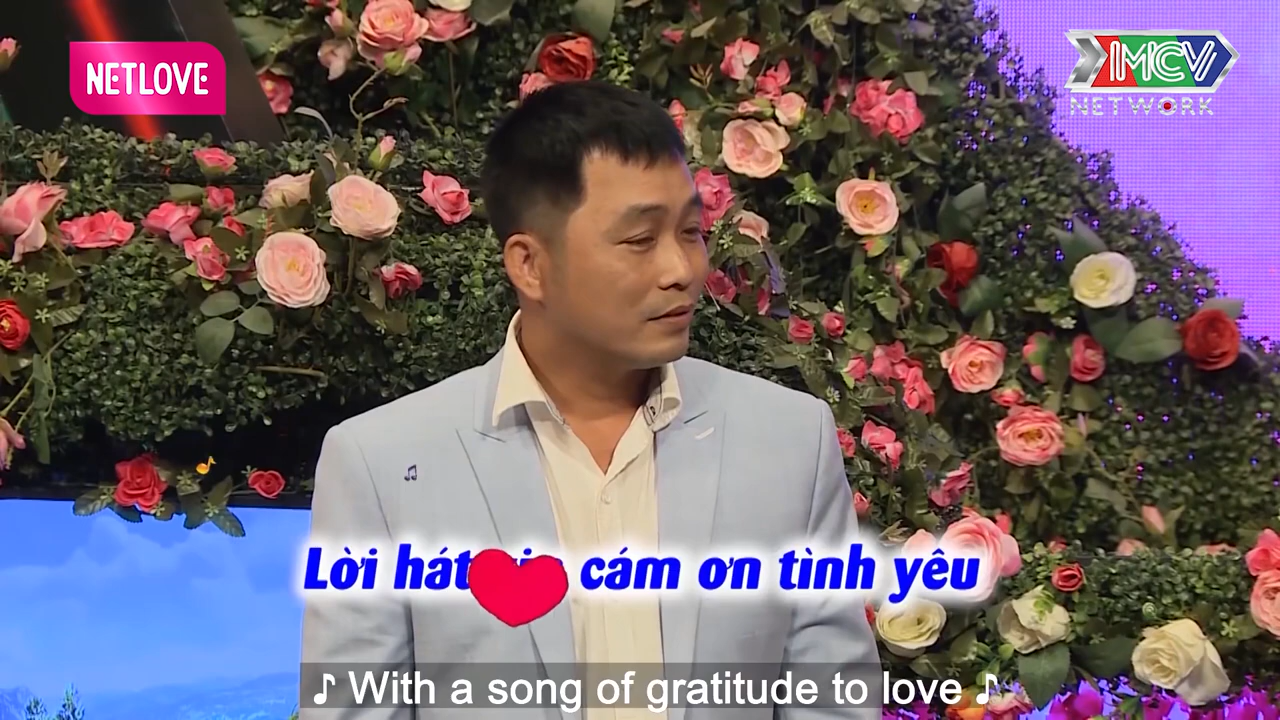 NETLOVE
MCV
NETWORK
Lời hát cám ơn tình yêu
♪ With a song of gratitude to love ♪